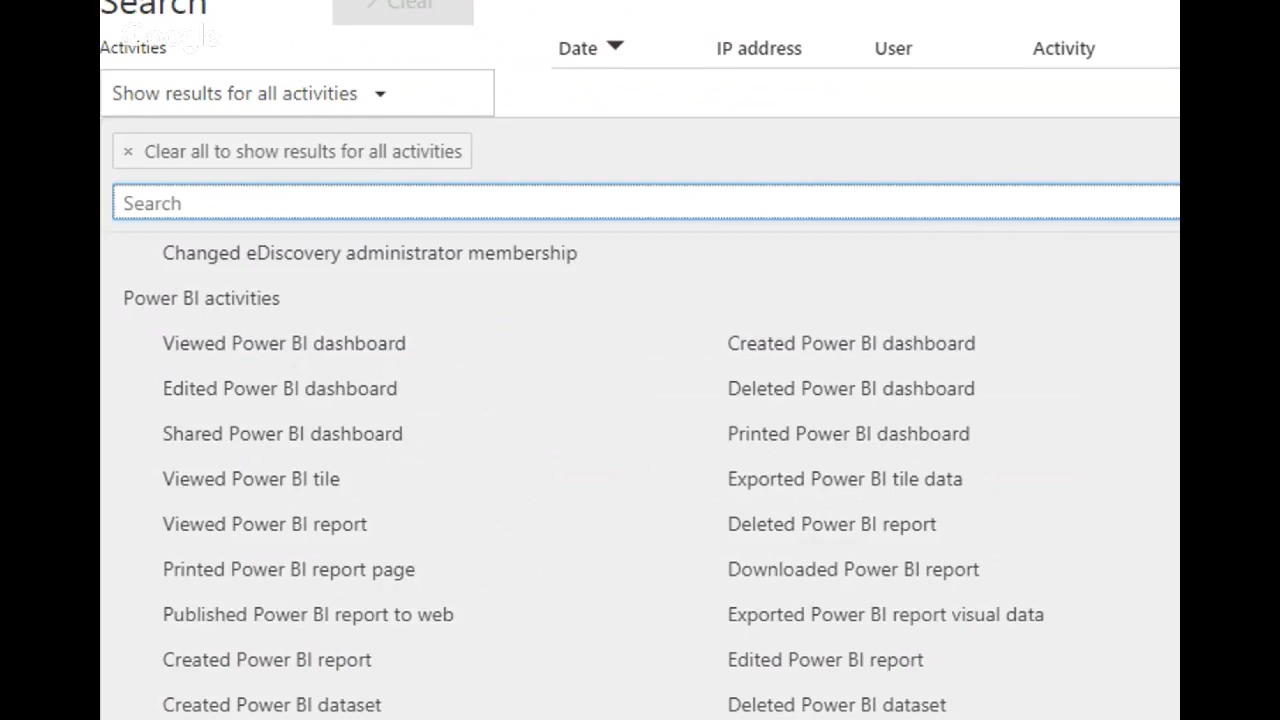 Search
Clear
Google
Activities
Date
IP address
User
Activity
Show results for all activities
× Clear all to show results for all activities
Search
Changed eDiscovery administrator membership
Power BI activities
Viewed Power BI dashboard
Created Power BI dashboard
Edited Power BI dashboard
Deleted Power BI dashboard
Shared Power BI dashboard
Printed Power BI dashboard
Viewed Power BI tile
Exported Power BI tile data
Viewed Power BI report
Deleted Power BI report
Printed Power BI report page
Downloaded Power BI report
Published Power BI report to web
Exported Power BI report visual data
Created Power BI report
Edited Power BI report
Created Power BI dataset
Deleted Power BI dataset